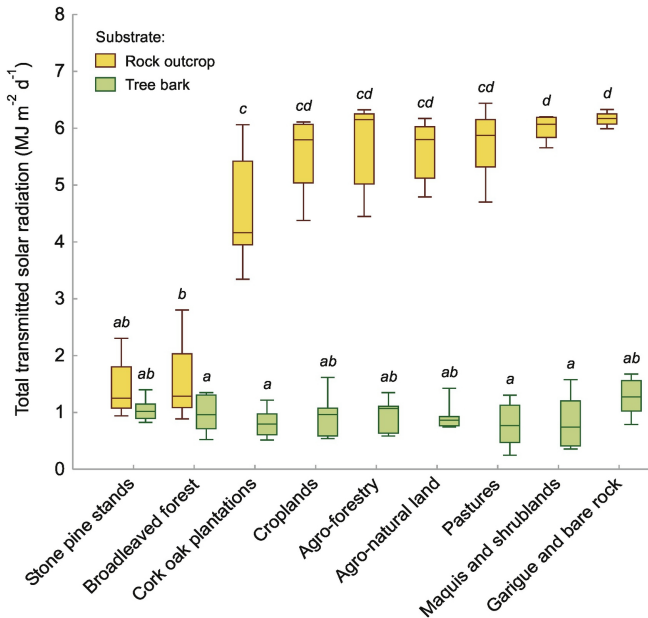 Total transmitted solar radiation (MJ m⁻² d⁻¹)
8
7
6
5
4
3
2
1
0
Substrate:
Rock outcrop
Tree bark
ab
ab
b
a
c
a
cd
ab
cd
ab
cd
ab
cd
a
d
a
d
ab
Stone pine stands
Broadleaved forest
Cork oak plantations
Croplands
Agro-forestry
Agro-natural land
Pastures
Maquis and shrublands
Garigue and bare rock